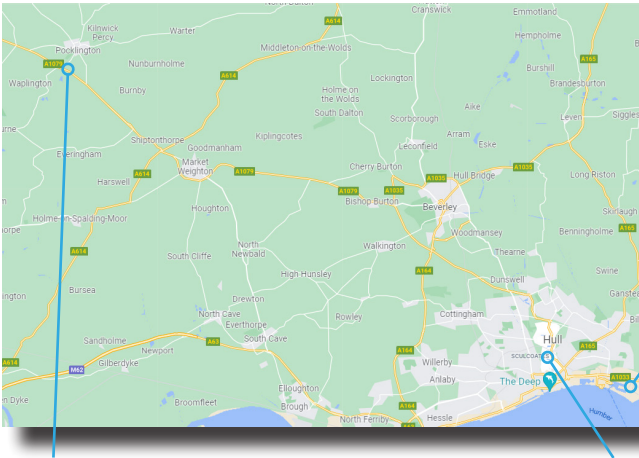 Cranswick
Emmotland
A614
Kilnwick
Percy
Warter
Hempholme
Pocklington
Middleton-on-the-Wolds
A1079
A165
Nunburnholme
Burshill
A614
Lockington
Waplington
Burnby
Brandesburton
Holme on
the Wolds
Aike
South Dalton
Scorborough
Leven
Arram
Kiplingcotes
Shiptonthorpe
Goodmanham
Leconfield
Eske
Everingham
Market
Weighton
Cherry Burton
A1035
A614
A1079
A1035
Hull Bridge
Long Riston
Harswell
A1079
A1035
Bishop Burton
Houghton
Beverley
Skirlaugh
Holme-on-Spalding-Moor
A165
Woodmansey
Benningholme
North
Newbald
Walkington
A614
South Cliffe
Thearne
High Hunsley
A164
Swine
Dunswell
Bursea
Drewton
North Cave
Rowley
Cottingham
Everthorpe
Sandholme
A63
South Cave
Hull
Newport
A164
A165
Gilberdyke
Willerby
A614
M62
Anlaby
The Deep
A1033
Elloughton
Broomfleet
Brough
A164
Humber
North Ferriby
Hessle
A63